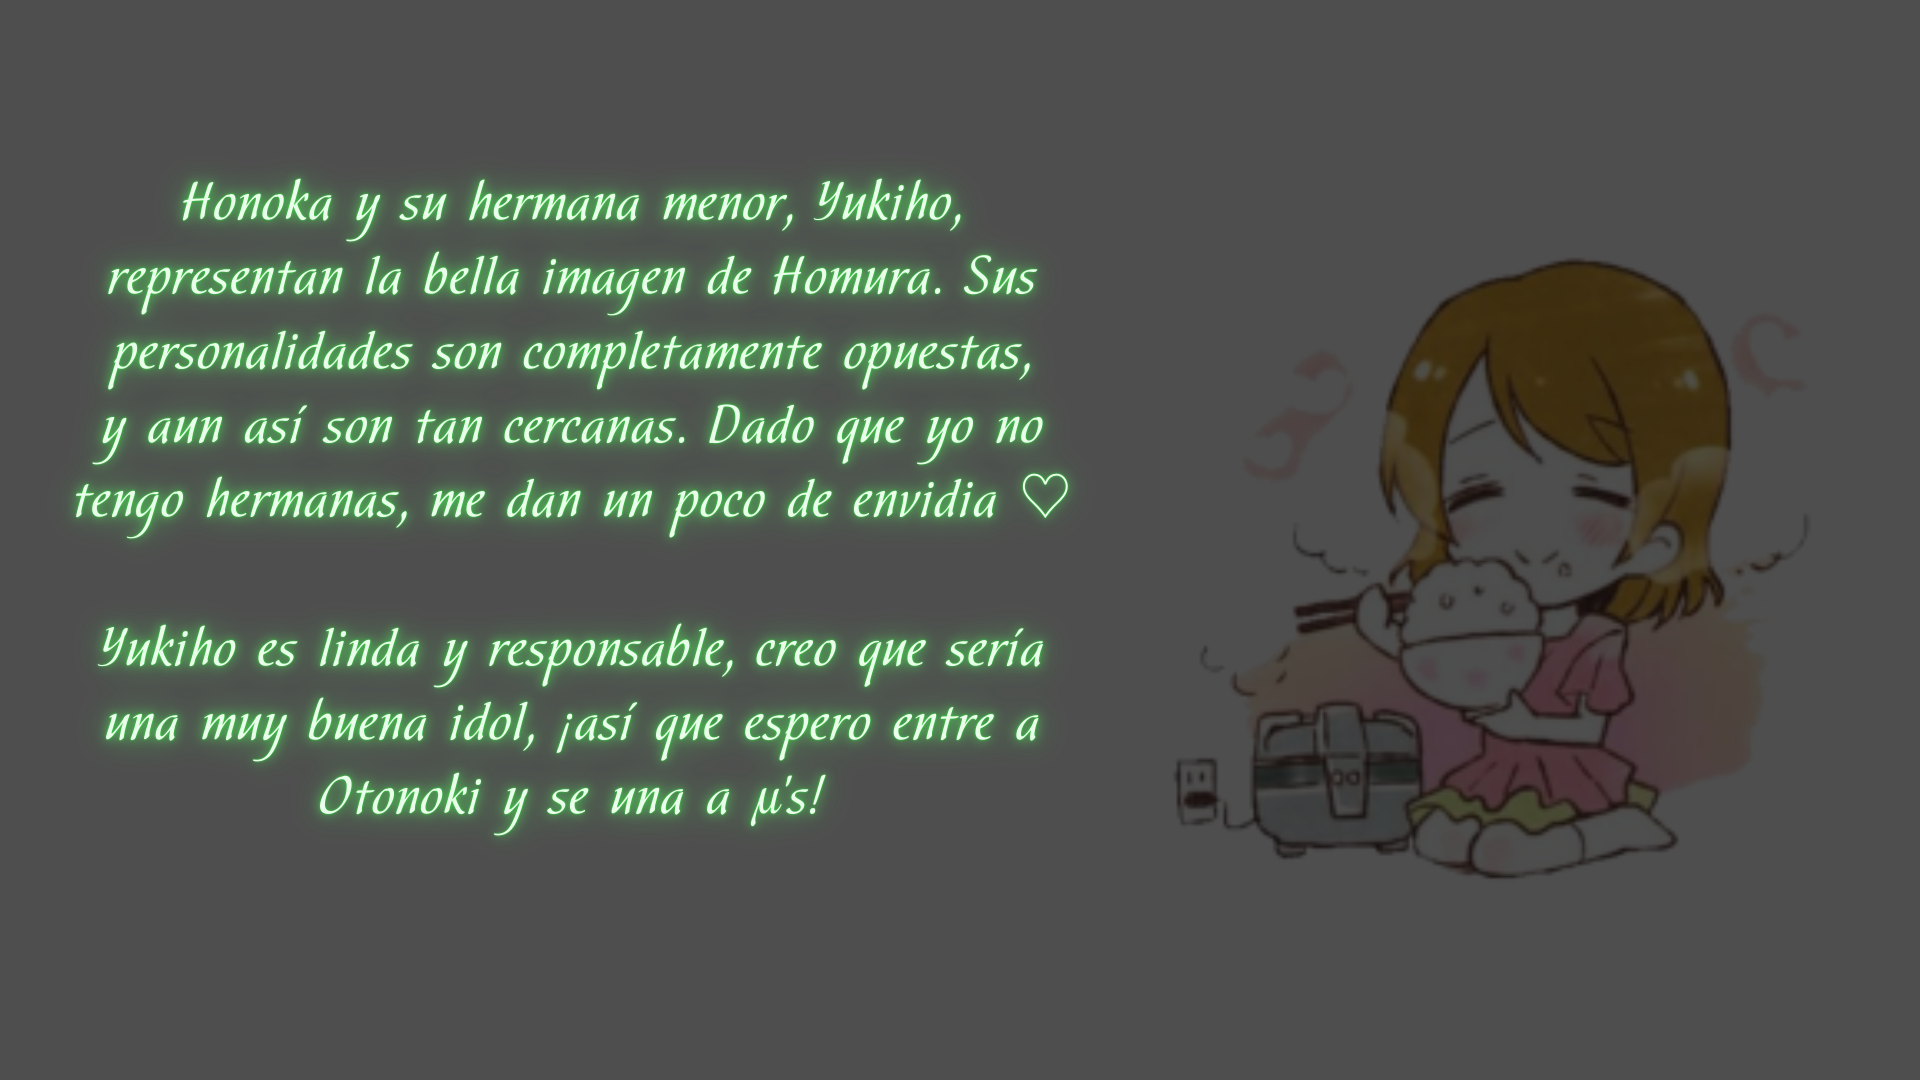 Honoka y su hermana menor, Yukiho,
representan la bella imagen de Homura. Sus
personalidades son completamente opuestas,
y aun así son tan cercanas. Dado que yo no
tengo hermanas, me dan un poco de envidia ♡
Yukiho es linda y responsable, creo que sería
una muy buena idol, ¡así que espero entre a
Otonoki y se una a μ's!